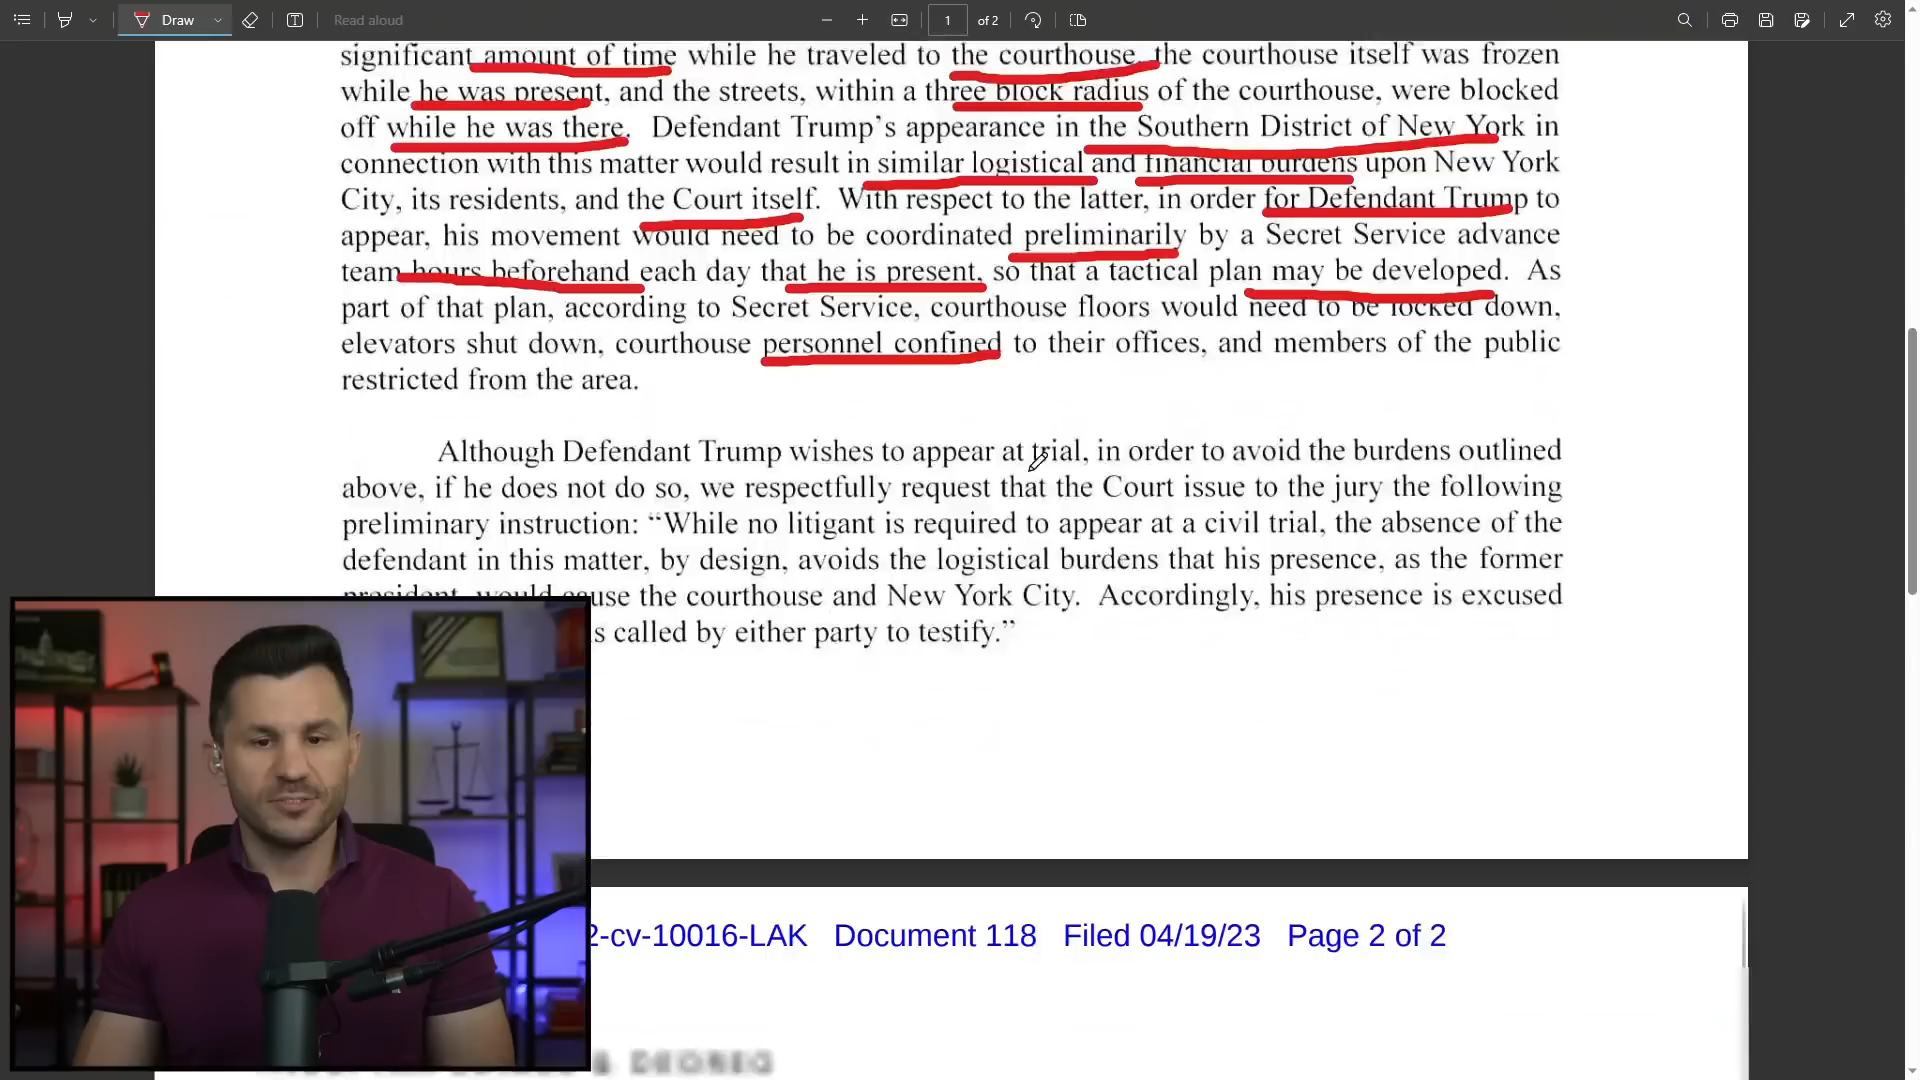 Draw
Read aloud
1
of 2
significant amount of time while he traveled to the courthouse, the courthouse itself was frozen
while he was present, and the streets, within a three block radius of the courthouse, were blocked
off while he was there. Defendant Trump's appearance in the Southern District of New York in
connection with this matter would result in similar logistical and financial burdens upon New York
City, its residents, and the Court itself. With respect to the latter, in order for Defendant Trump to
appear, his movement would need to be coordinated preliminarily by a Secret Service advance
team hours beforehand each day that he is present, so that a tactical plan may be developed. As
part of that plan, according to Secret Service, courthouse floors would need to be locked down,
elevators shut down, courthouse personnel confined to their offices, and members of the public
restricted from the area.
Although Defendant Trump wishes to appear at trial, in order to avoid the burdens outlined
above, if he does not do so, we respectfully request that the Court issue to the jury the following
preliminary instruction: “While no litigant is required to appear at a civil trial, the absence of the
defendant in this matter, by design, avoids the logistical burdens that his presence, as the former
president, would cause the courthouse and New York City. Accordingly, his presence is excused
s called by either party to testify.”
2-cv-10016-LAK Document 118 Filed 04/19/23 Page 2 of 2